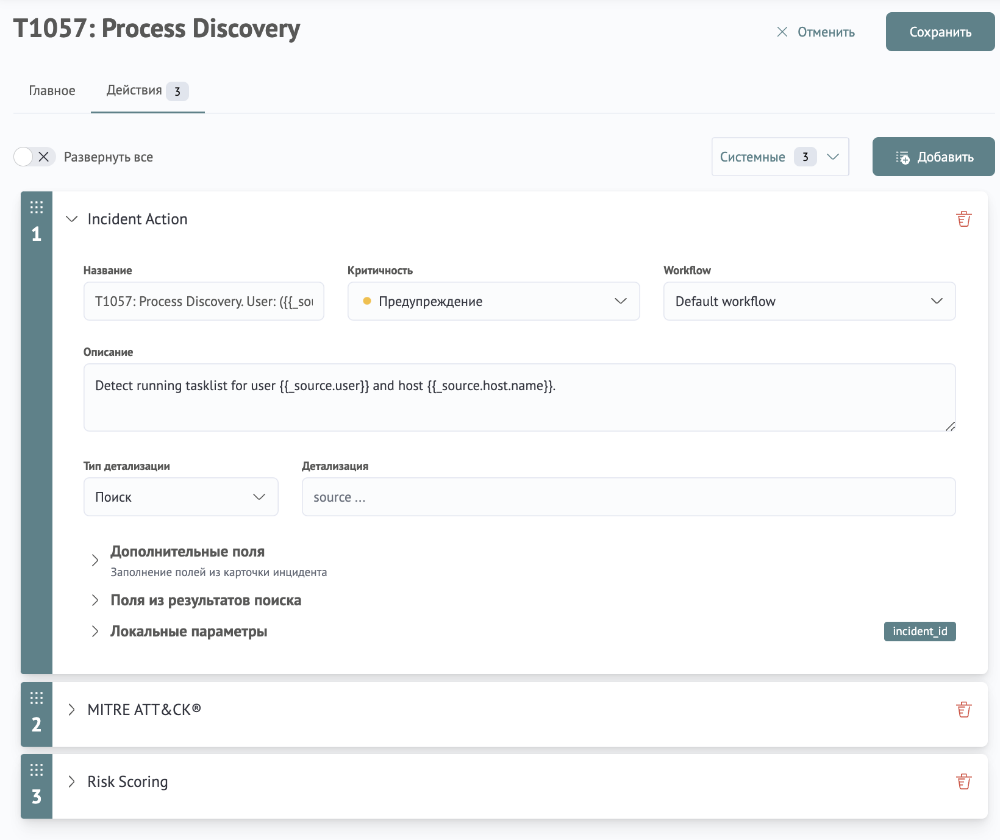 T1057: Process Discovery
Отменить
Сохранить
Главное
Действия 3
Развернуть все
Системные 3
Добавить
1
Incident Action
Название
Критичность
Workflow
T1057: Process Discovery. User: ({{_sou
Предупреждение
Default workflow
Описание
Detect running tasklist for user {{_source.user}} and host {{_source.host.name}}.
Тип детализации
Детализация
Поиск
source ...
Дополнительные поля
Заполнение полей из карточки инцидента
Поля из результатов поиска
Локальные параметры
incident_id
2
MITRE ATT&CK®
3
Risk Scoring